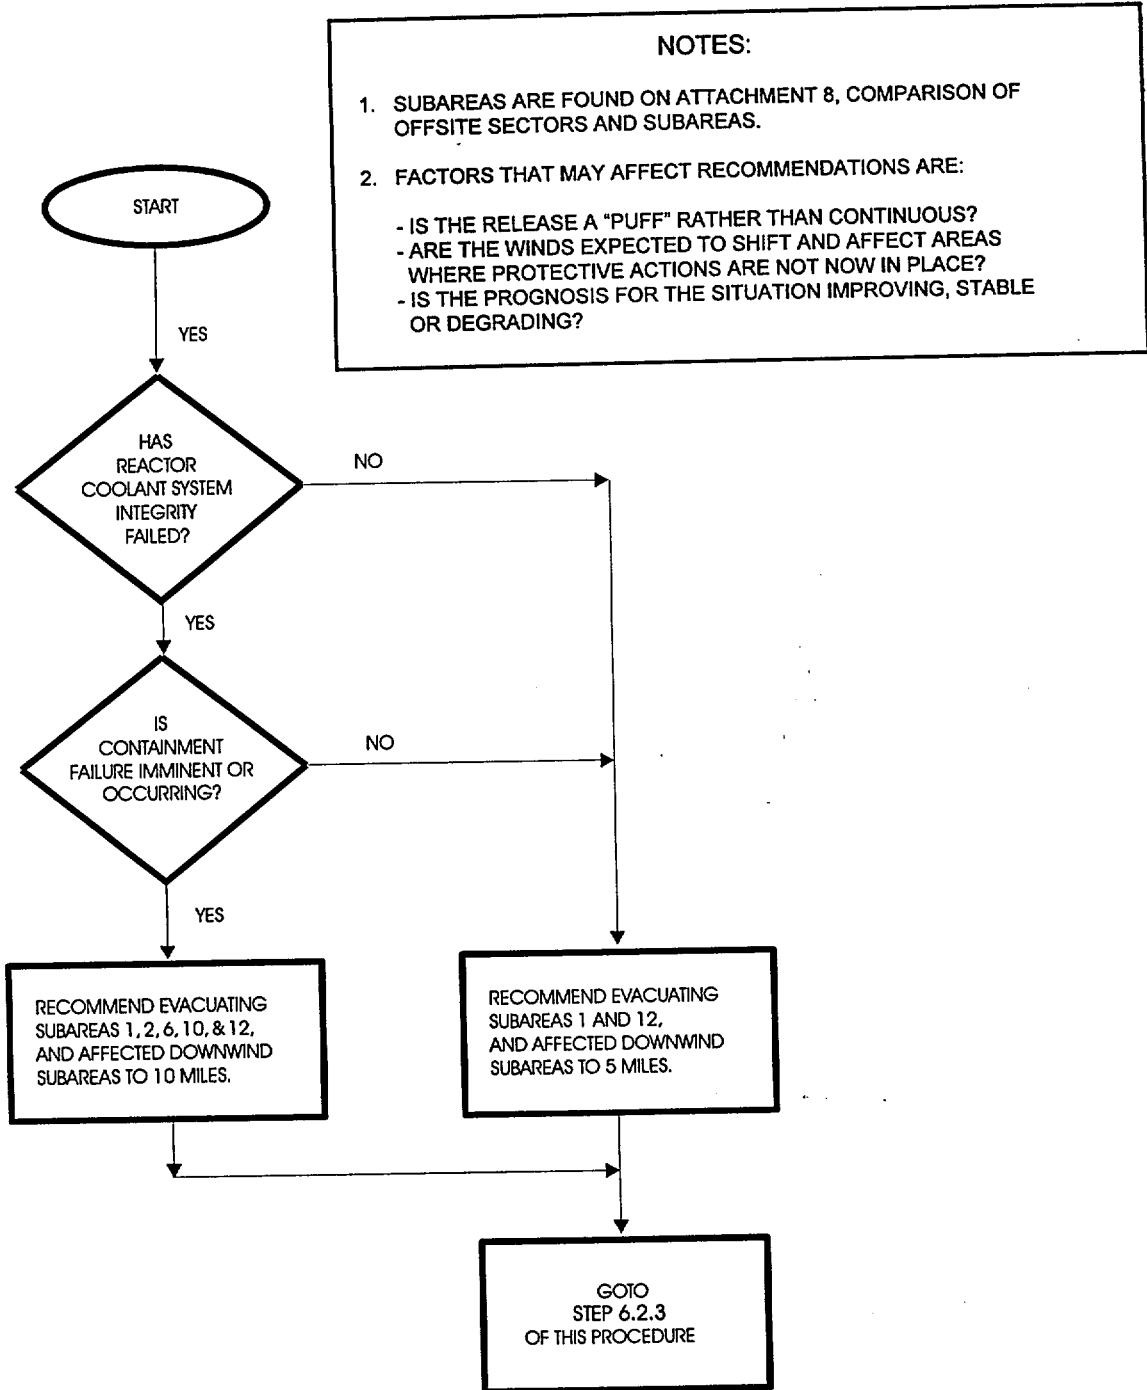 NOTES:
1. SUBAREAS ARE FOUND ON ATTACHMENT 8, COMPARISON OF
OFFSITE SECTORS AND SUBAREAS.
2. FACTORS THAT MAY AFFECT RECOMMENDATIONS ARE:
- IS THE RELEASE A "PUFF" RATHER THAN CONTINUOUS?
- ARE THE WINDS EXPECTED TO SHIFT AND AFFECT AREAS
WHERE PROTECTIVE ACTIONS ARE NOT NOW IN PLACE?
- IS THE PROGNOSIS FOR THE SITUATION IMPROVING, STABLE
OR DEGRADING?
START
YES
HAS
REACTOR
COOLANT SYSTEM
INTEGRITY
FAILED?
NO
YES
IS
CONTAINMENT
FAILURE IMMINENT OR
OCCURRING?
NO
YES
RECOMMEND EVACUATING
SUBAREAS 1, 2, 6, 10, & 12,
AND AFFECTED DOWNWIND
SUBAREAS TO 10 MILES.
RECOMMEND EVACUATING
SUBAREAS 1 AND 12,
AND AFFECTED DOWNWIND
SUBAREAS TO 5 MILES.
GOTO
STEP 6.2.3
OF THIS PROCEDURE